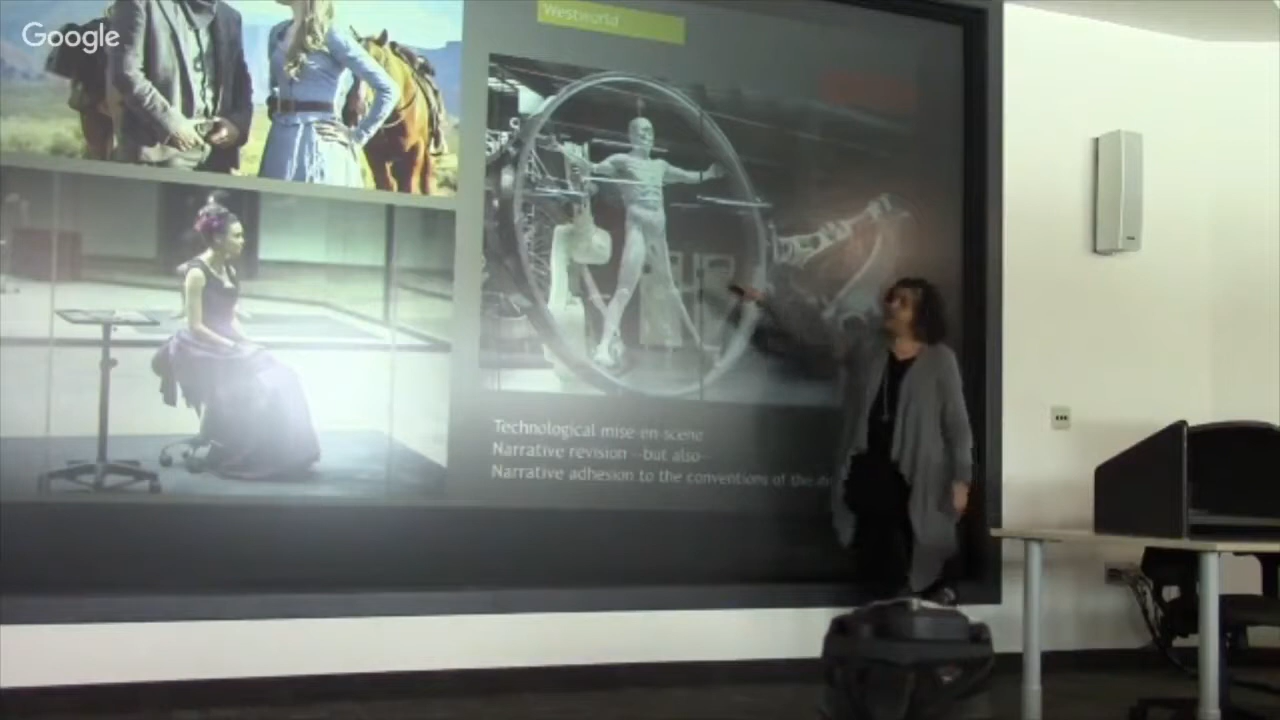 Google
Westworld
Technological mise-en-scene
Narrative revision --but also--
Narrative adhesion to the conventions of the